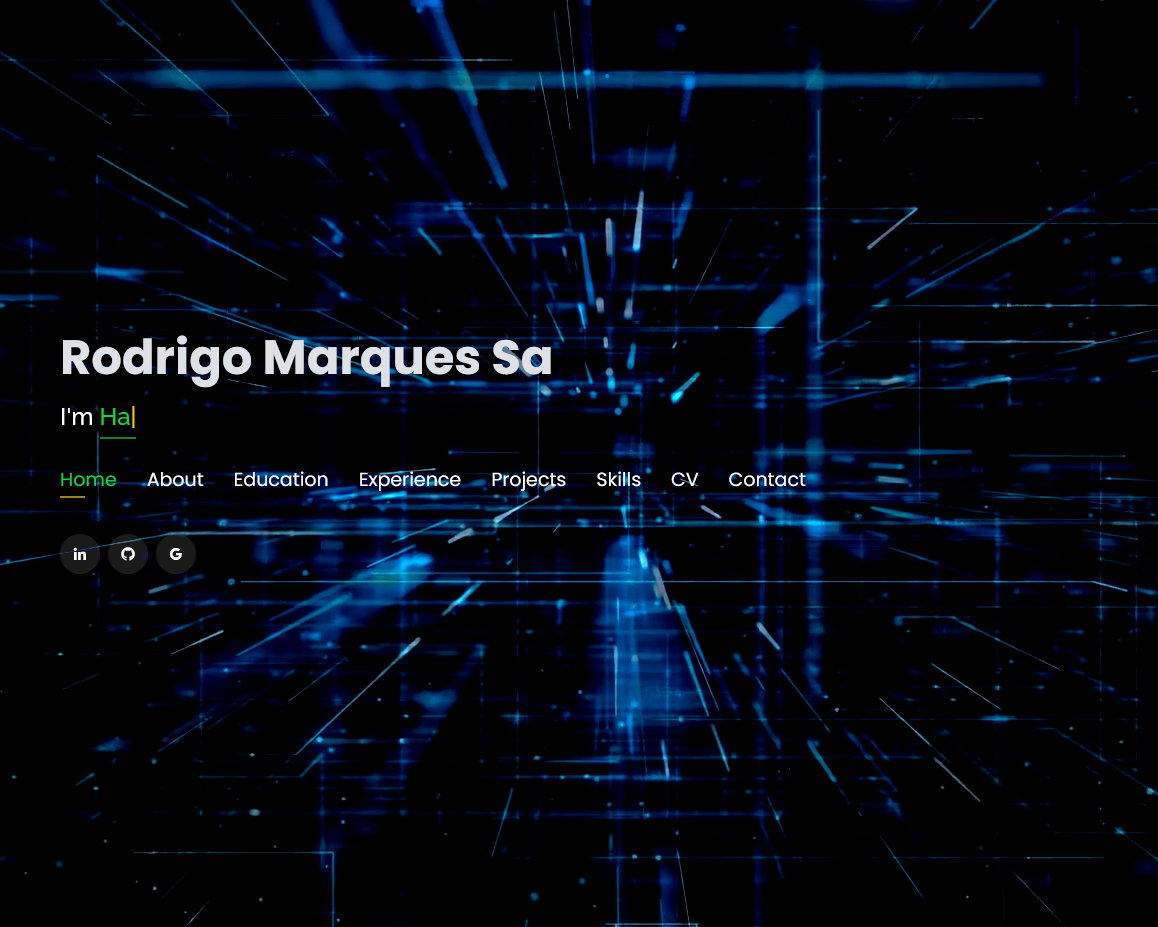 Rodrigo Marques Sa
I'm Ha
Home About Education Experience Projects Skills CV Contact
in G